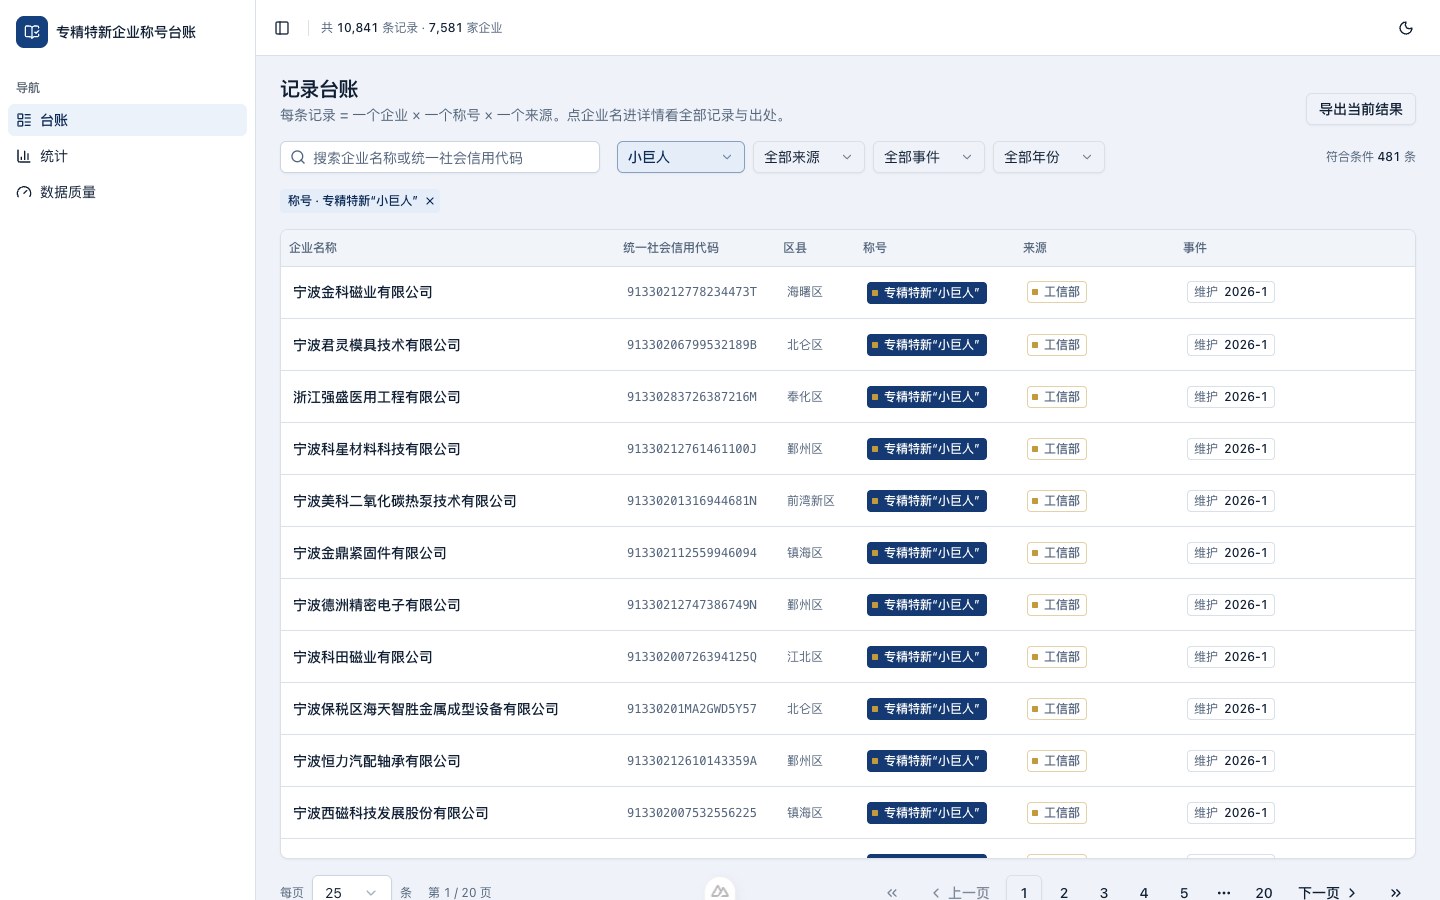 专精特新企业称号台账
导航
台账
统计
数据质量
共 10,841 条记录 · 7,581 家企业
记录台账
每条记录 = 一个企业 × 一个称号 × 一个来源。点企业名进详情看全部记录与出处。
导出当前结果
搜索企业名称或统一社会信用代码
小巨人
全部来源
全部事件
全部年份
符合条件 481 条
称号 · 专精特新“小巨人” ×
企业名称 统一社会信用代码 区县 称号 来源 事件
宁波金科磁业有限公司 91330212778234473T 海曙区 专精特新“小巨人” 工信部 维护 2026-1
宁波君灵模具技术有限公司 91330206799532189B 北仑区 专精特新“小巨人” 工信部 维护 2026-1
浙江强盛医用工程有限公司 91330283726387216M 奉化区 专精特新“小巨人” 工信部 维护 2026-1
宁波科星材料科技有限公司 91330212761461100J 鄞州区 专精特新“小巨人” 工信部 维护 2026-1
宁波美科二氧化碳热泵技术有限公司 91330201316944681N 前湾新区 专精特新“小巨人” 工信部 维护 2026-1
宁波金鼎紧固件有限公司 913302112559946094 镇海区 专精特新“小巨人” 工信部 维护 2026-1
宁波德洲精密电子有限公司 91330212747386749N 鄞州区 专精特新“小巨人” 工信部 维护 2026-1
宁波科田磁业有限公司 91330200726394125Q 江北区 专精特新“小巨人” 工信部 维护 2026-1
宁波保税区海天智胜金属成型设备有限公司 91330201MA2GWD5Y57 北仑区 专精特新“小巨人” 工信部 维护 2026-1
宁波恒力汽配轴承有限公司 91330212610143359A 鄞州区 专精特新“小巨人” 工信部 维护 2026-1
宁波西磁科技发展股份有限公司 913302007532556225 镇海区 专精特新“小巨人” 工信部 维护 2026-1
每页 25 条 第 1 / 20 页 « ‹ 上一页 1 2 3 4 5 ··· 20 下一页 › »